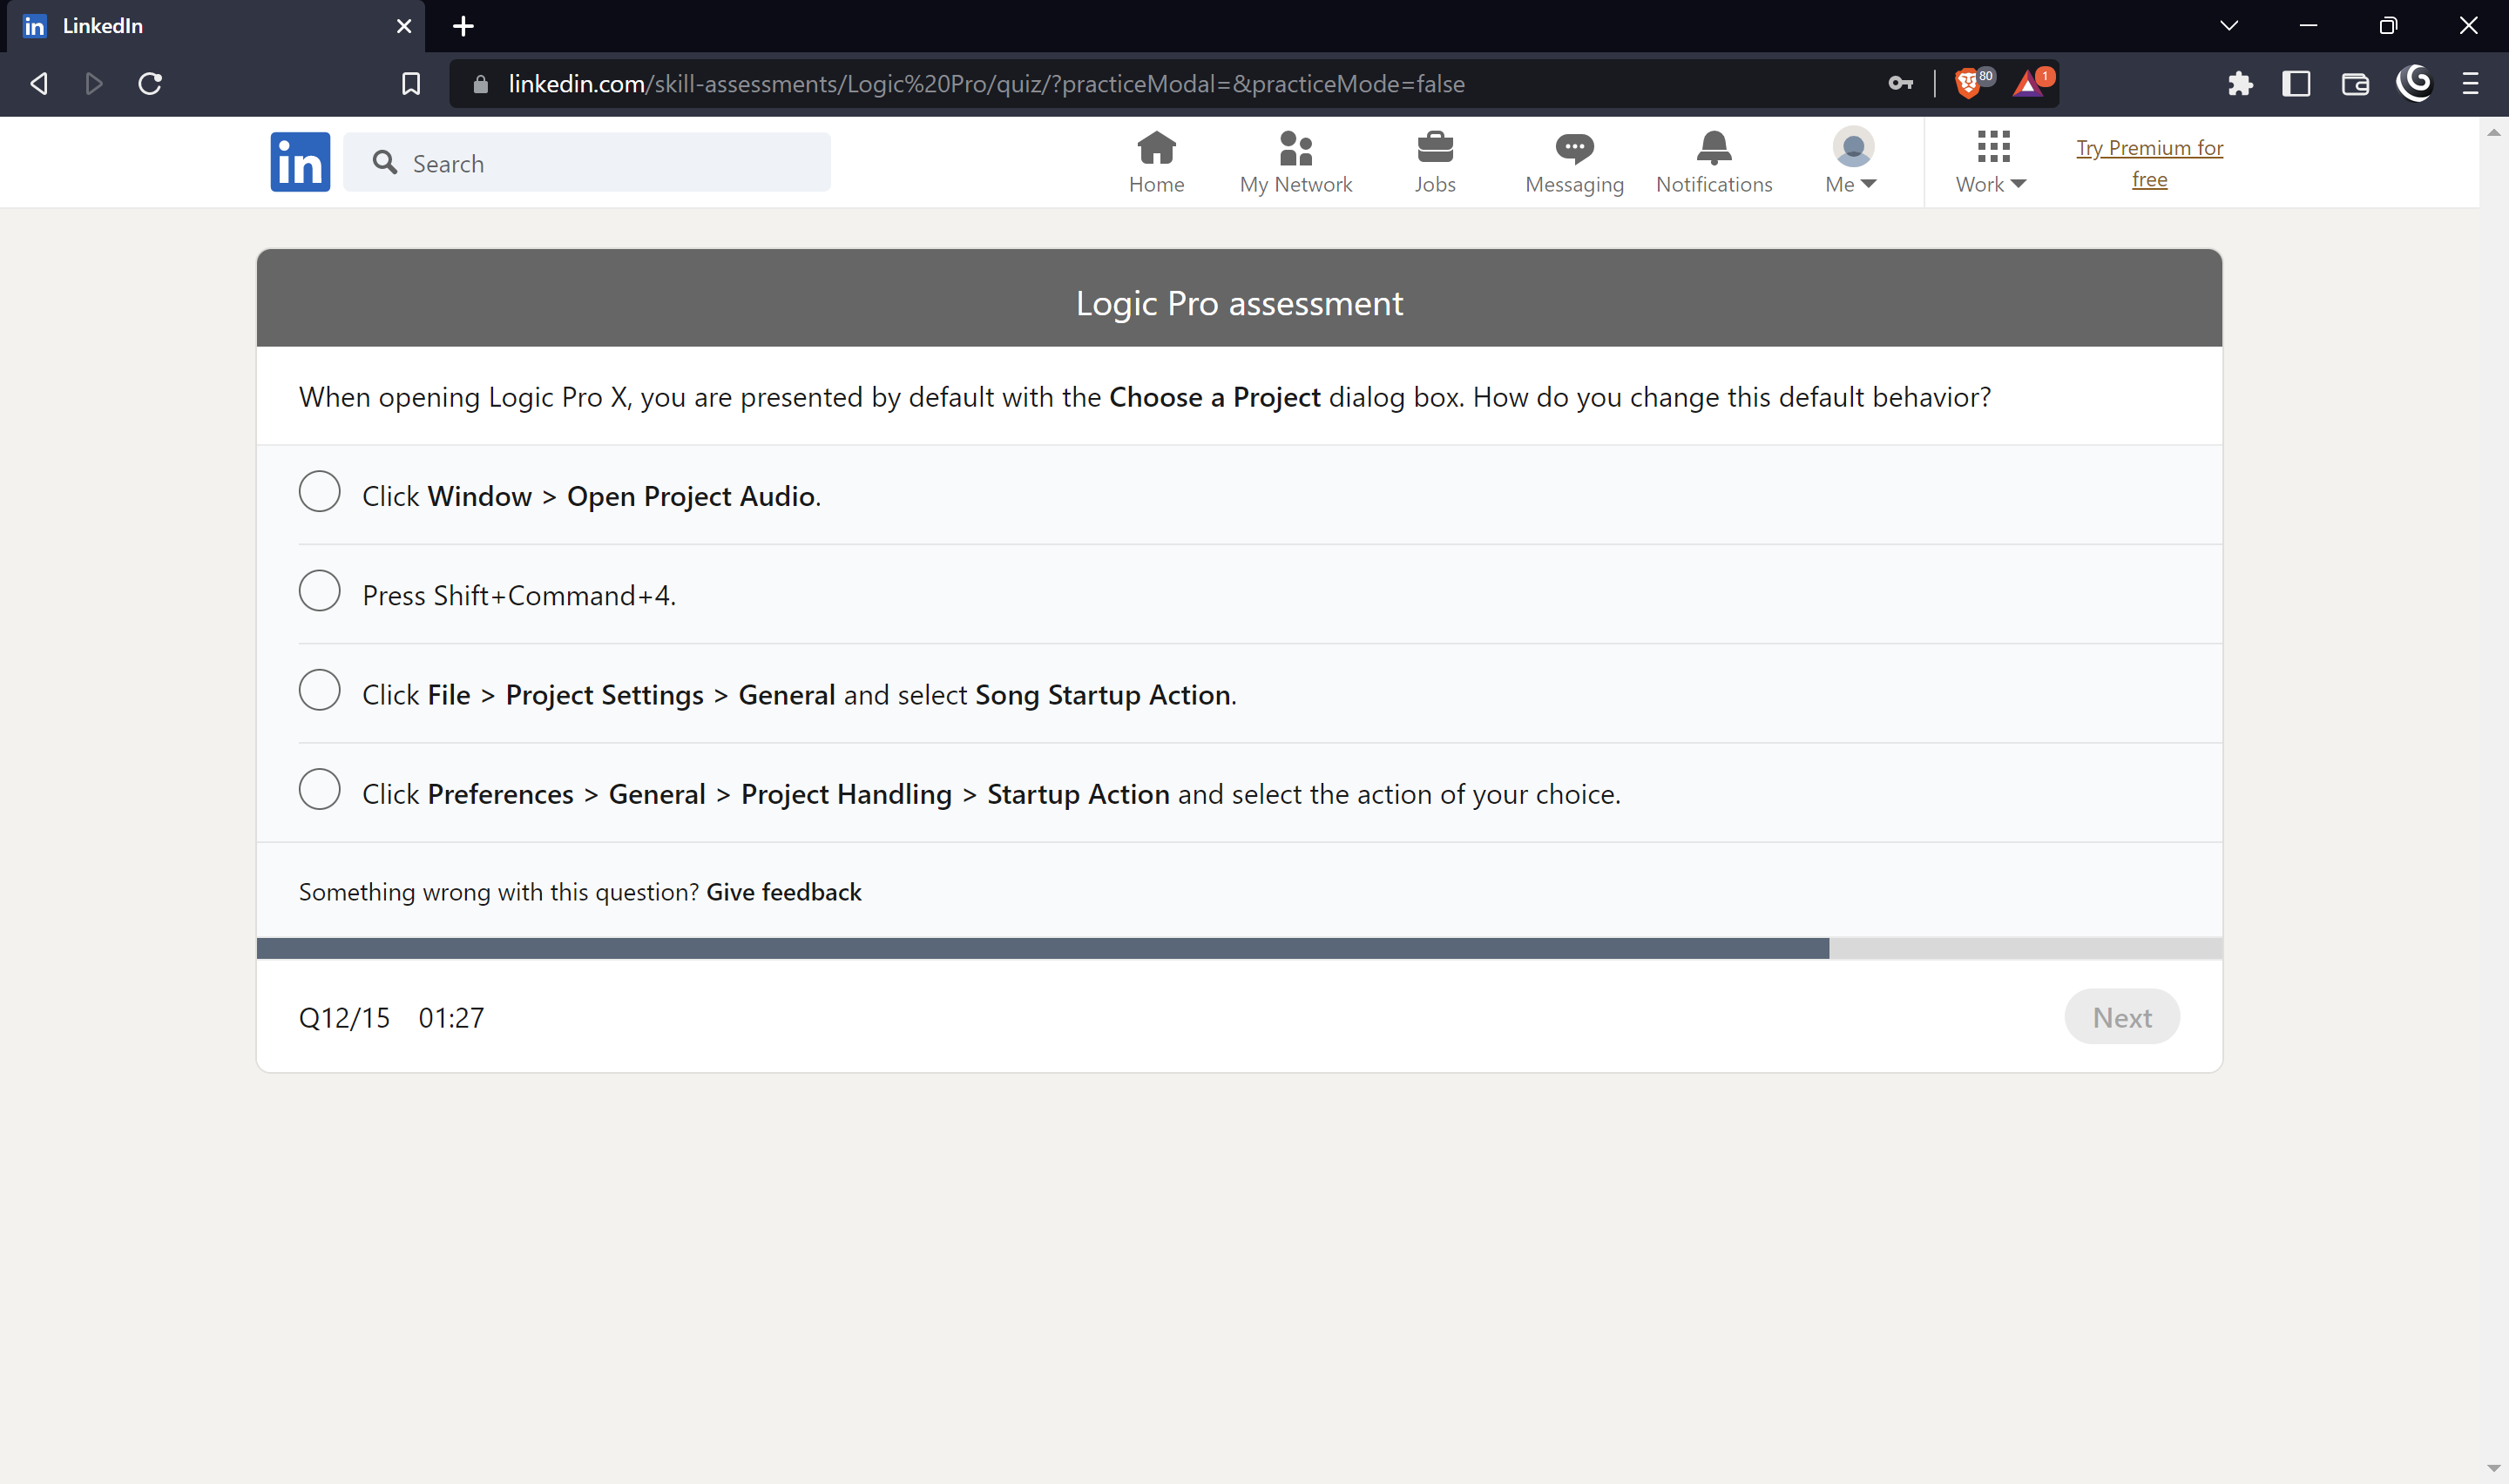 LinkedIn
linkedin.com/skill-assessments/Logic%20Pro/quiz/?practiceModal=&practiceMode=false
80
1
in
Search
Home
My Network
Jobs
Messaging
Notifications
Me
Work
Try Premium for
free
Logic Pro assessment
When opening Logic Pro X, you are presented by default with the Choose a Project dialog box. How do you change this default behavior?
Click Window > Open Project Audio.
Press Shift+Command+4.
Click File > Project Settings > General and select Song Startup Action.
Click Preferences > General > Project Handling > Startup Action and select the action of your choice.
Something wrong with this question? Give feedback
Q12/15 01:27
Next